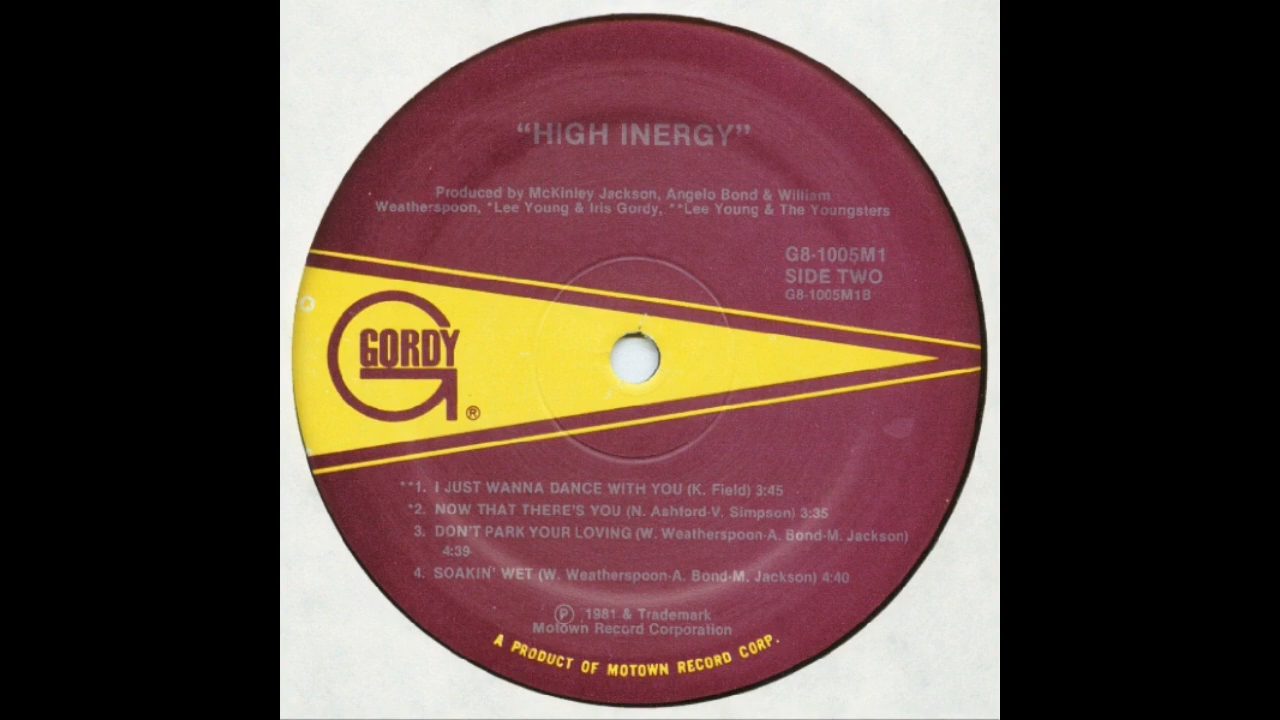 “HIGH INERGY”
Produced by McKinley Jackson, Angelo Bond & William
Weatherspoon, *Lee Young & Iris Gordy, **Lee Young & The Youngsters
G8-1005M1
SIDE TWO
G8-1005M1B
GORDY
®
**1. I JUST WANNA DANCE WITH YOU (K. Field) 3:45
*2. NOW THAT THERE'S YOU (N. Ashford-V. Simpson) 3:35
3. DON'T PARK YOUR LOVING (W. Weatherspoon-A. Bond-M. Jackson)
4:39
4. SOAKIN' WET (W. Weatherspoon-A. Bond-M. Jackson) 4:40
℗ 1981 & Trademark
Motown Record Corporation
A PRODUCT OF MOTOWN RECORD CORP.